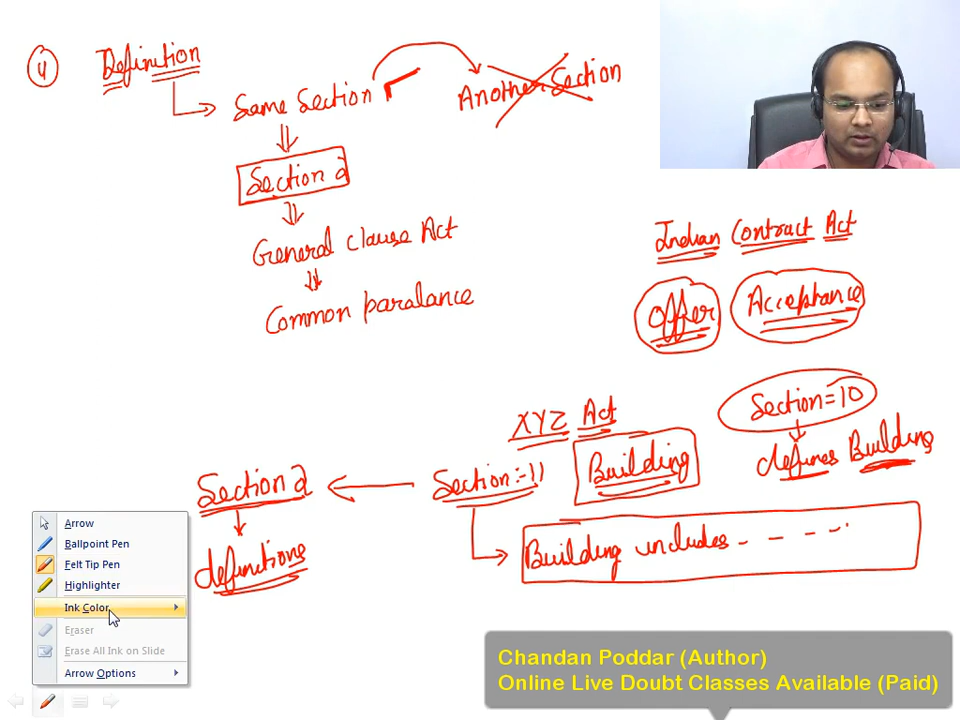 4 Definition
Same Section
Another Section
Section 2
General clause Act
Common paralance
Indian Contract Act
Offer Acceptance
Section=10
defines Building
XYZ Act
Section:-11 Building
Section 2
definitions
Building includes - - - -
Arrow
Ballpoint Pen
Felt Tip Pen
Highlighter
Ink Color
Eraser
Erase All Ink on Slide
Arrow Options
Chandan Poddar (Author)
Online Live Doubt Classes Available (Paid)